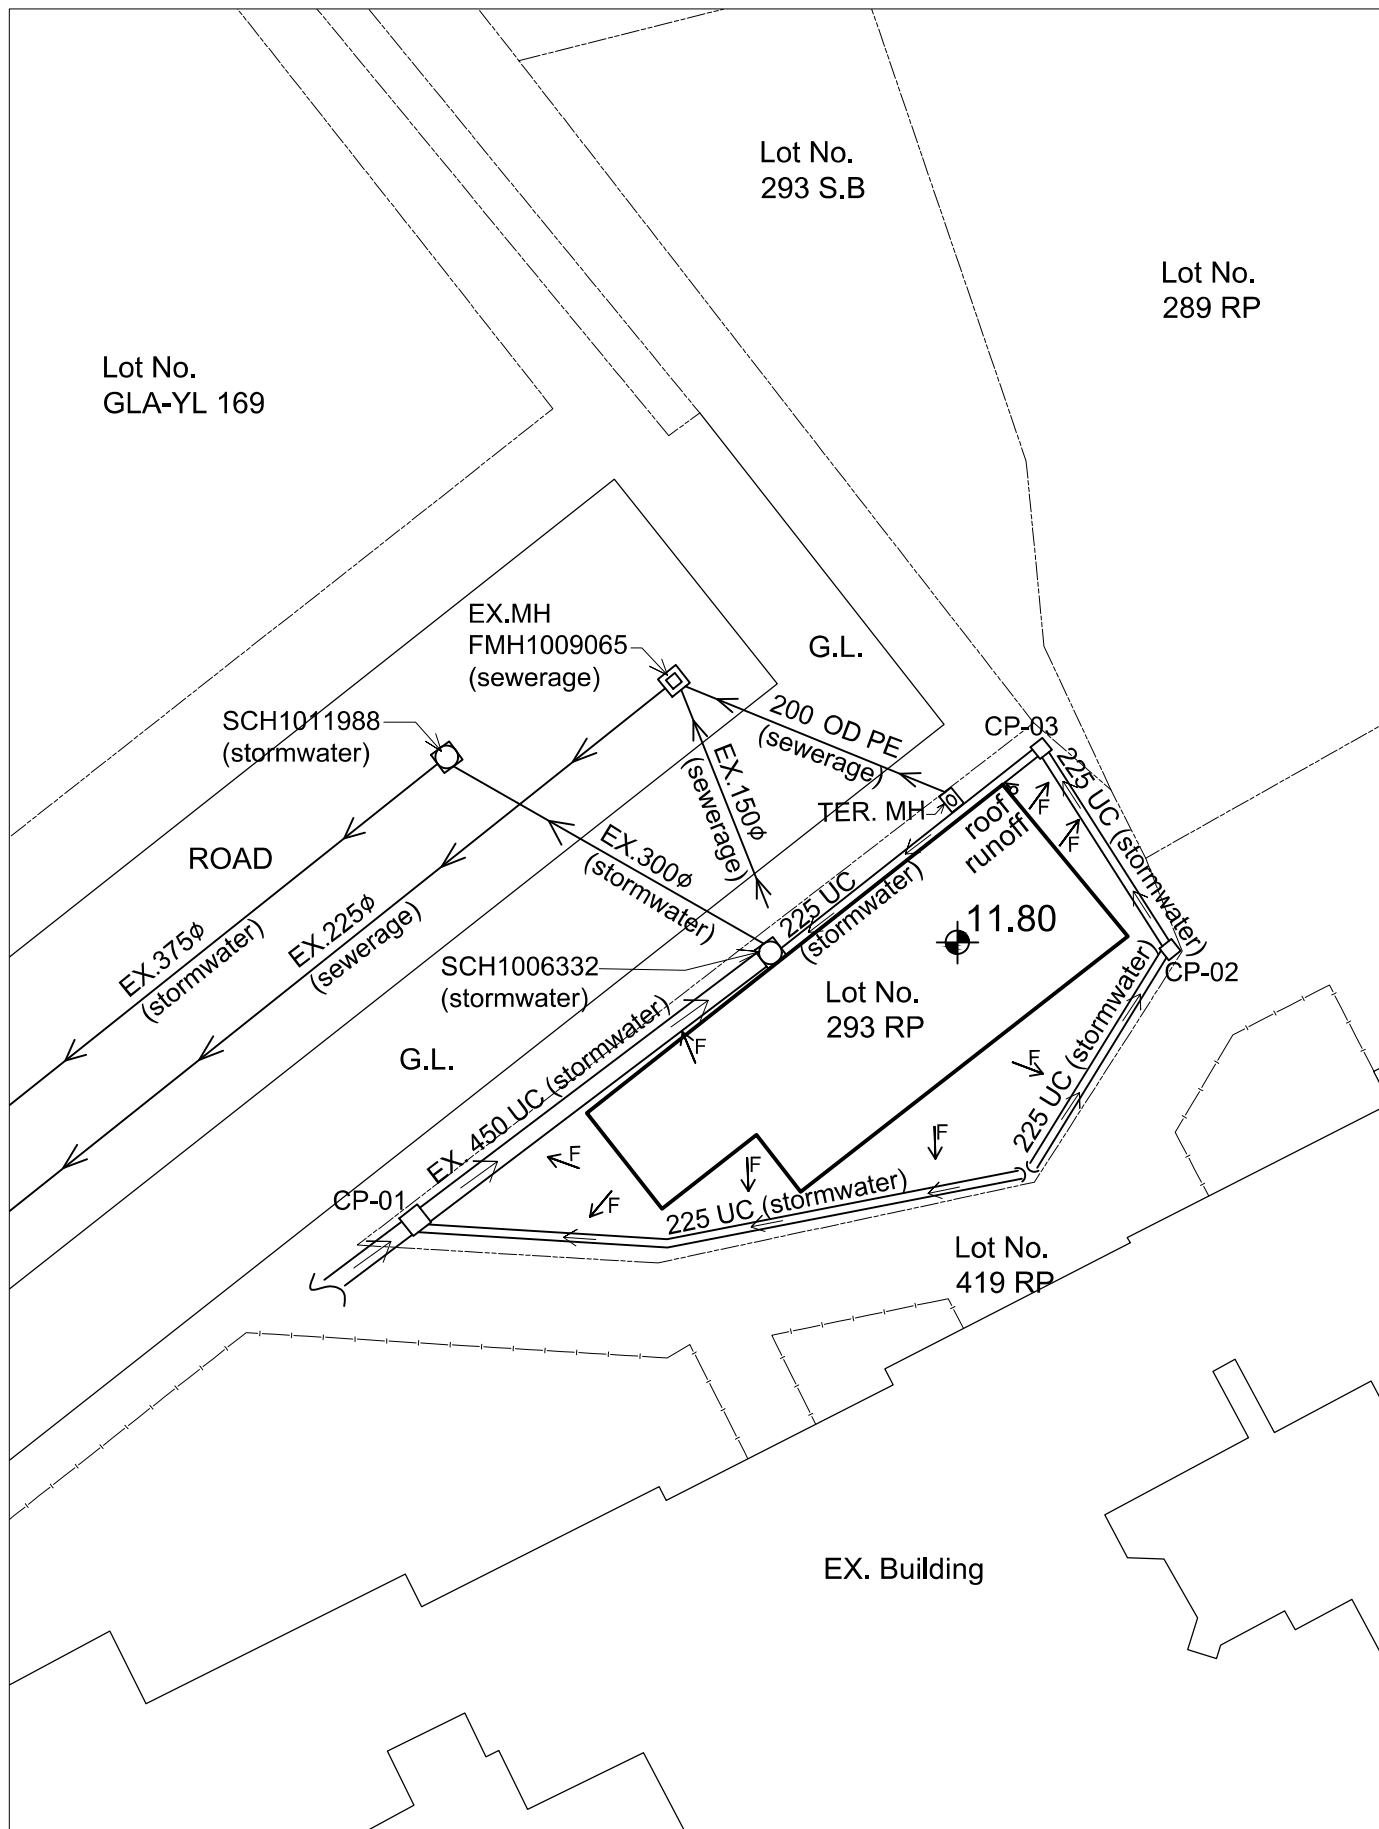 Lot No.
293 S.B
Lot No.
289 RP
Lot No.
GLA-YL 169
EX.MH
FMH1009065
(sewerage)
G.L.
SCH1011988
(stormwater)
200 OD PE
(sewerage)
CP-03
225 UC (stormwater)
EX.150φ
(sewerage)
TER. MH
roof
runoff
F
F
ROAD
EX.300φ
(stormwater)
225 UC
(stormwater)
11.80
EX.375φ
(stormwater)
EX.225φ
(sewerage)
SCH1006332
(stormwater)
CP-02
Lot No.
293 RP
G.L.
F
F
225 UC (stormwater)
EX. 450 UC (stormwater)
F
F
F
F
CP-01
225 UC (stormwater)
Lot No.
419 RP
EX. Building